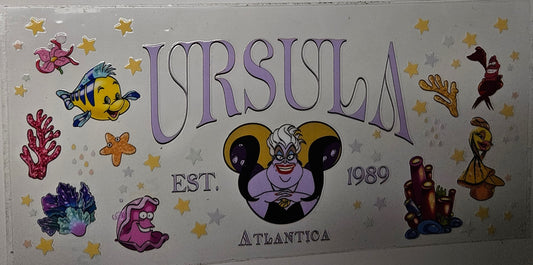 URSULA
EST. 1989
ATLANTICA